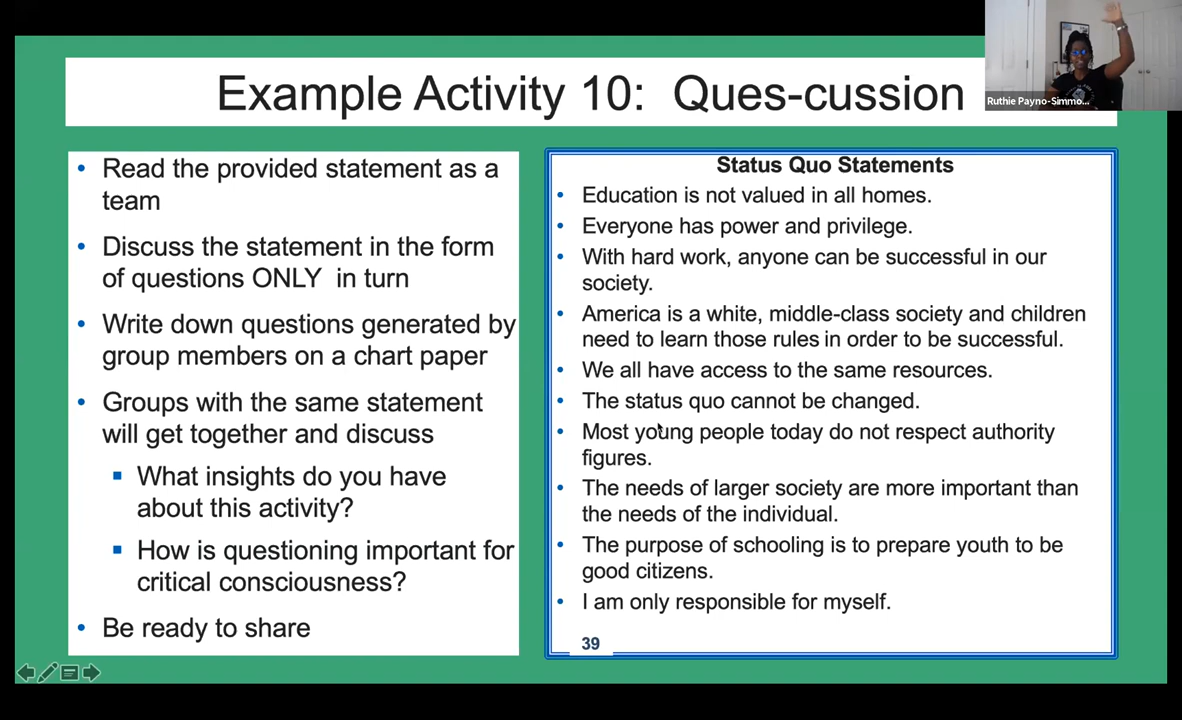 Example Activity 10: Ques-cussion
Ruthie Payno-Simmo...
• Read the provided statement as a
team
• Discuss the statement in the form
of questions ONLY in turn
• Write down questions generated by
group members on a chart paper
• Groups with the same statement
will get together and discuss
▪ What insights do you have
about this activity?
▪ How is questioning important for
critical consciousness?
• Be ready to share
Status Quo Statements
• Education is not valued in all homes.
• Everyone has power and privilege.
• With hard work, anyone can be successful in our
society.
• America is a white, middle-class society and children
need to learn those rules in order to be successful.
• We all have access to the same resources.
• The status quo cannot be changed.
• Most young people today do not respect authority
figures.
• The needs of larger society are more important than
the needs of the individual.
• The purpose of schooling is to prepare youth to be
good citizens.
• I am only responsible for myself.
39